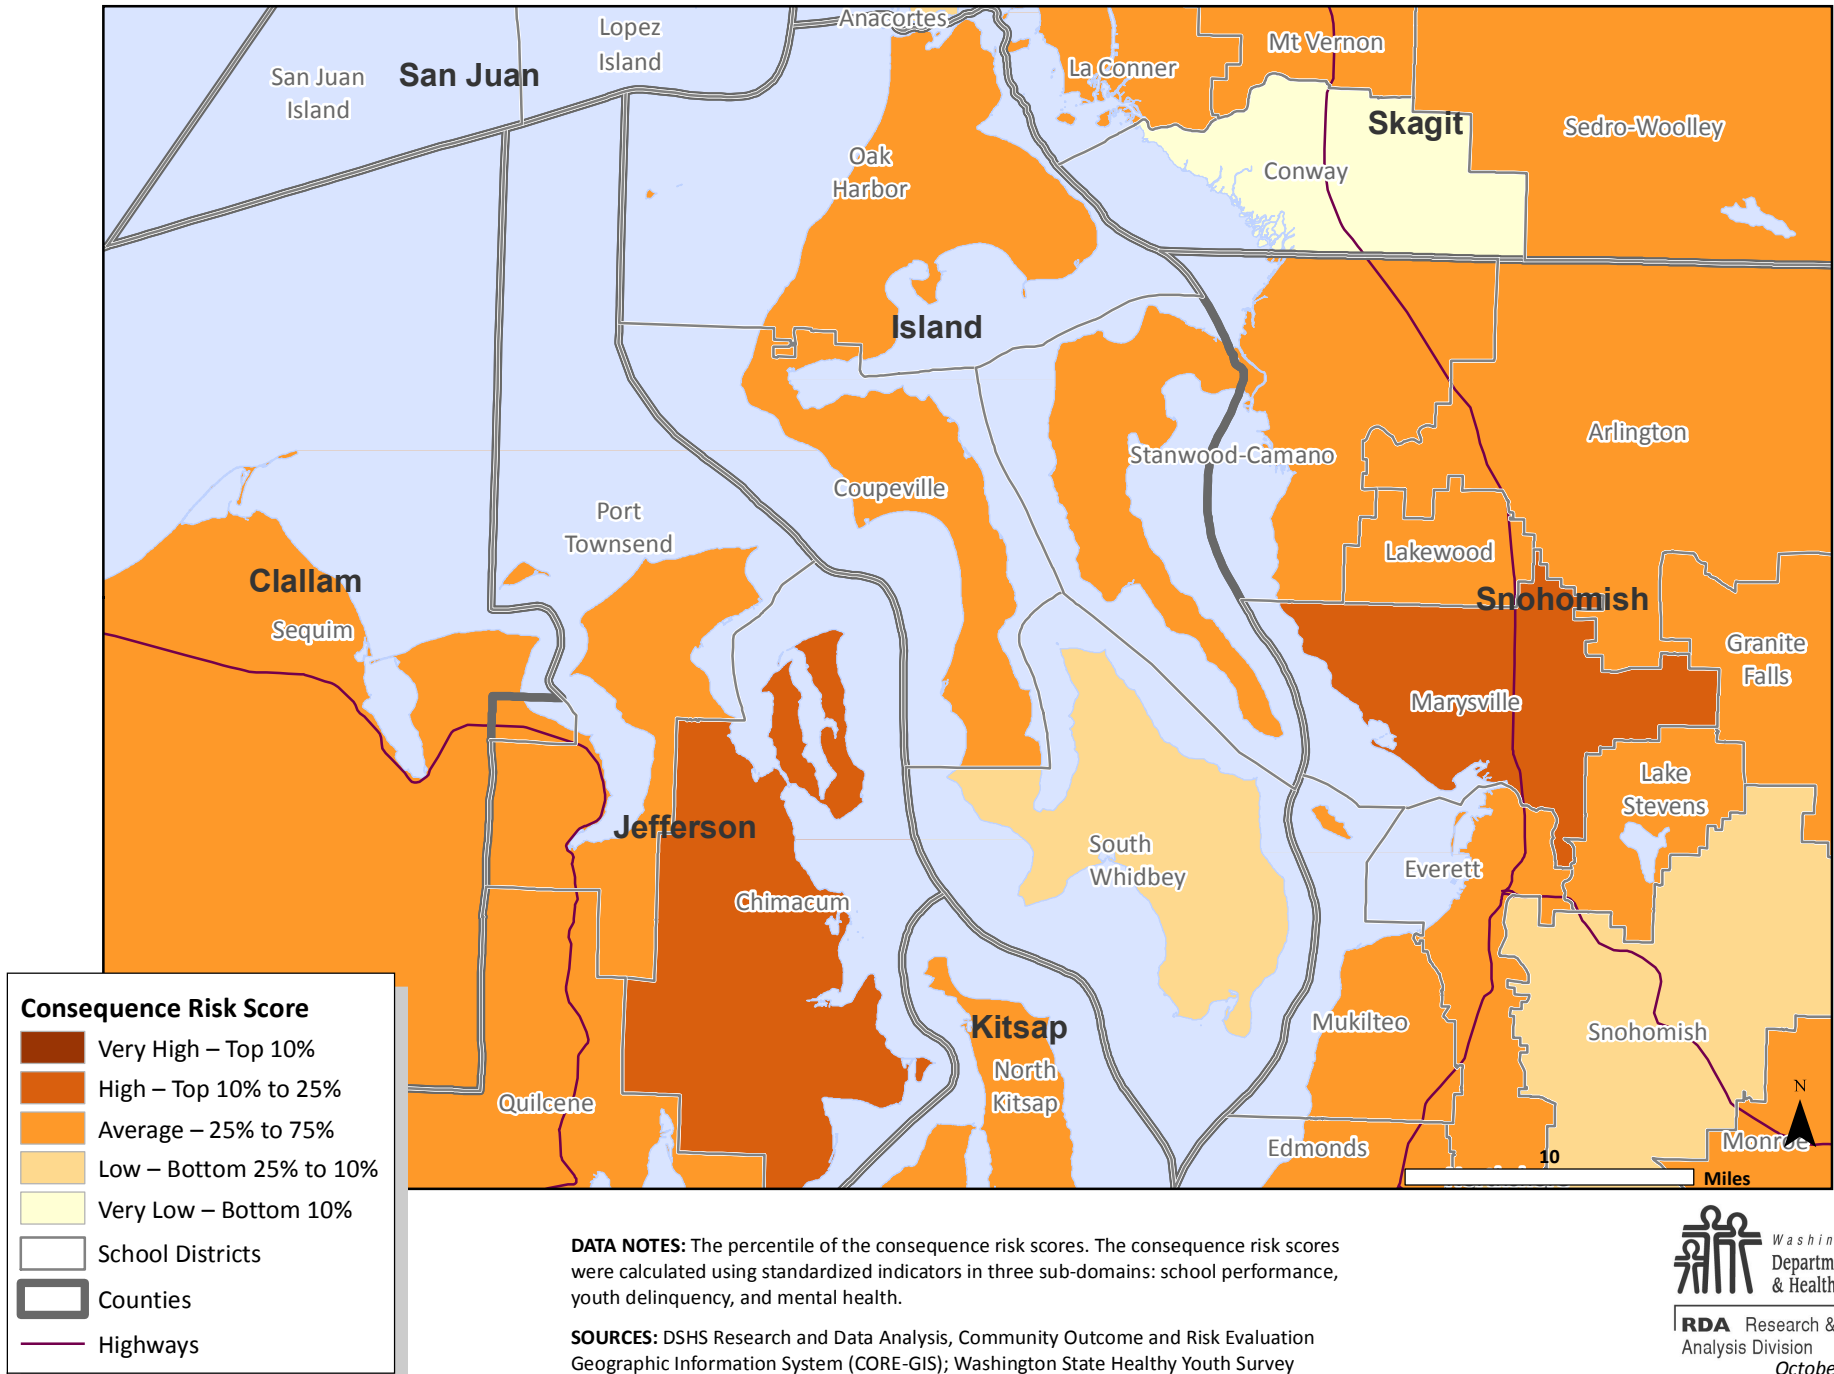 Anacortes
Lopez
Island
San Juan
San Juan
Island
Mt Vernon
La Conner
Skagit
Sedro-Woolley
Oak
Harbor
Conway
Island
Arlington
Stanwood-Camano
Coupeville
Port
Townsend
Lakewood
Clallam
Sequim
Snohomish
Granite
Falls
Marysville
Lake
Stevens
Jefferson
South
Whidbey
Everett
Chimacum
Kitsap
Mukilteo
Snohomish
North
Kitsap
Quilcene
Edmonds
Monroe
N
10
Miles
Consequence Risk Score
Very High – Top 10%
High – Top 10% to 25%
Average – 25% to 75%
Low – Bottom 25% to 10%
Very Low – Bottom 10%
School Districts
Counties
Highways
DATA NOTES: The percentile of the consequence risk scores. The consequence risk scores
were calculated using standardized indicators in three sub-domains: school performance,
youth delinquency, and mental health.
SOURCES: DSHS Research and Data Analysis, Community Outcome and Risk Evaluation
Geographic Information System (CORE-GIS); Washington State Healthy Youth Survey
Washin
Departm
& Health
RDA Research &
Analysis Division
Octobe